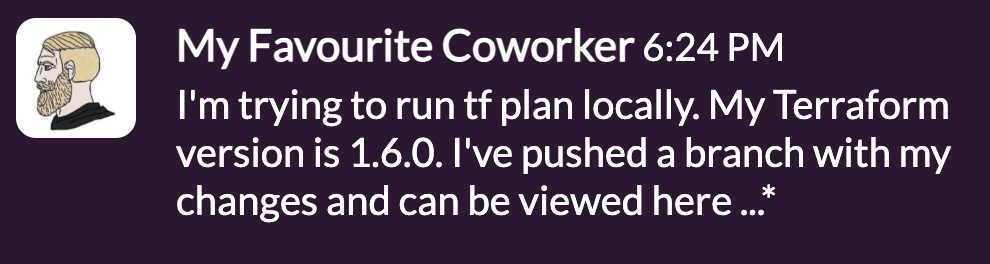 My Favourite Coworker 6:24 PM
I'm trying to run tf plan locally. My Terraform
version is 1.6.0. I've pushed a branch with my
changes and can be viewed here ...*